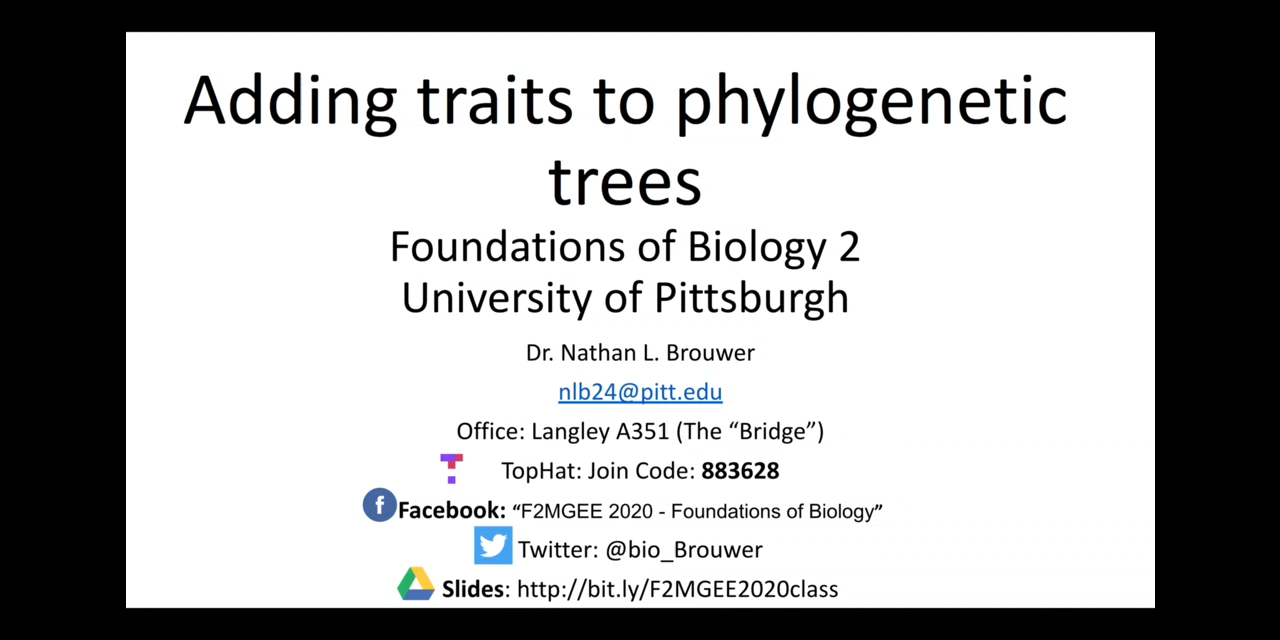 Adding traits to phylogenetic
trees
Foundations of Biology 2
University of Pittsburgh
Dr. Nathan L. Brouwer
nlb24@pitt.edu
Office: Langley A351 (The “Bridge”)
TopHat: Join Code: 883628
Facebook: “F2MGEE 2020 - Foundations of Biology”
Twitter: @bio_Brouwer
Slides: http://bit.ly/F2MGEE2020class